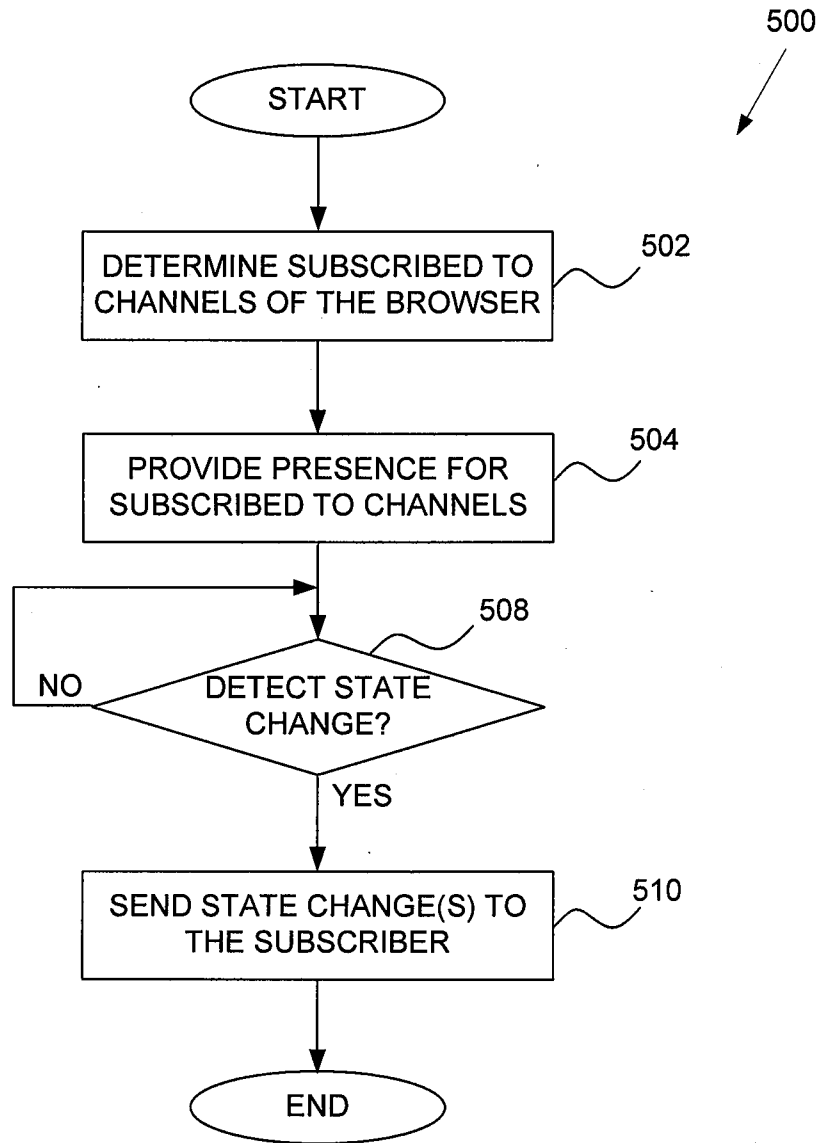 500
START
DETERMINE SUBSCRIBED TO
CHANNELS OF THE BROWSER
502
PROVIDE PRESENCE FOR
SUBSCRIBED TO CHANNELS
504
508
DETECT STATE
CHANGE?
NO
YES
SEND STATE CHANGE(S) TO
THE SUBSCRIBER
510
END